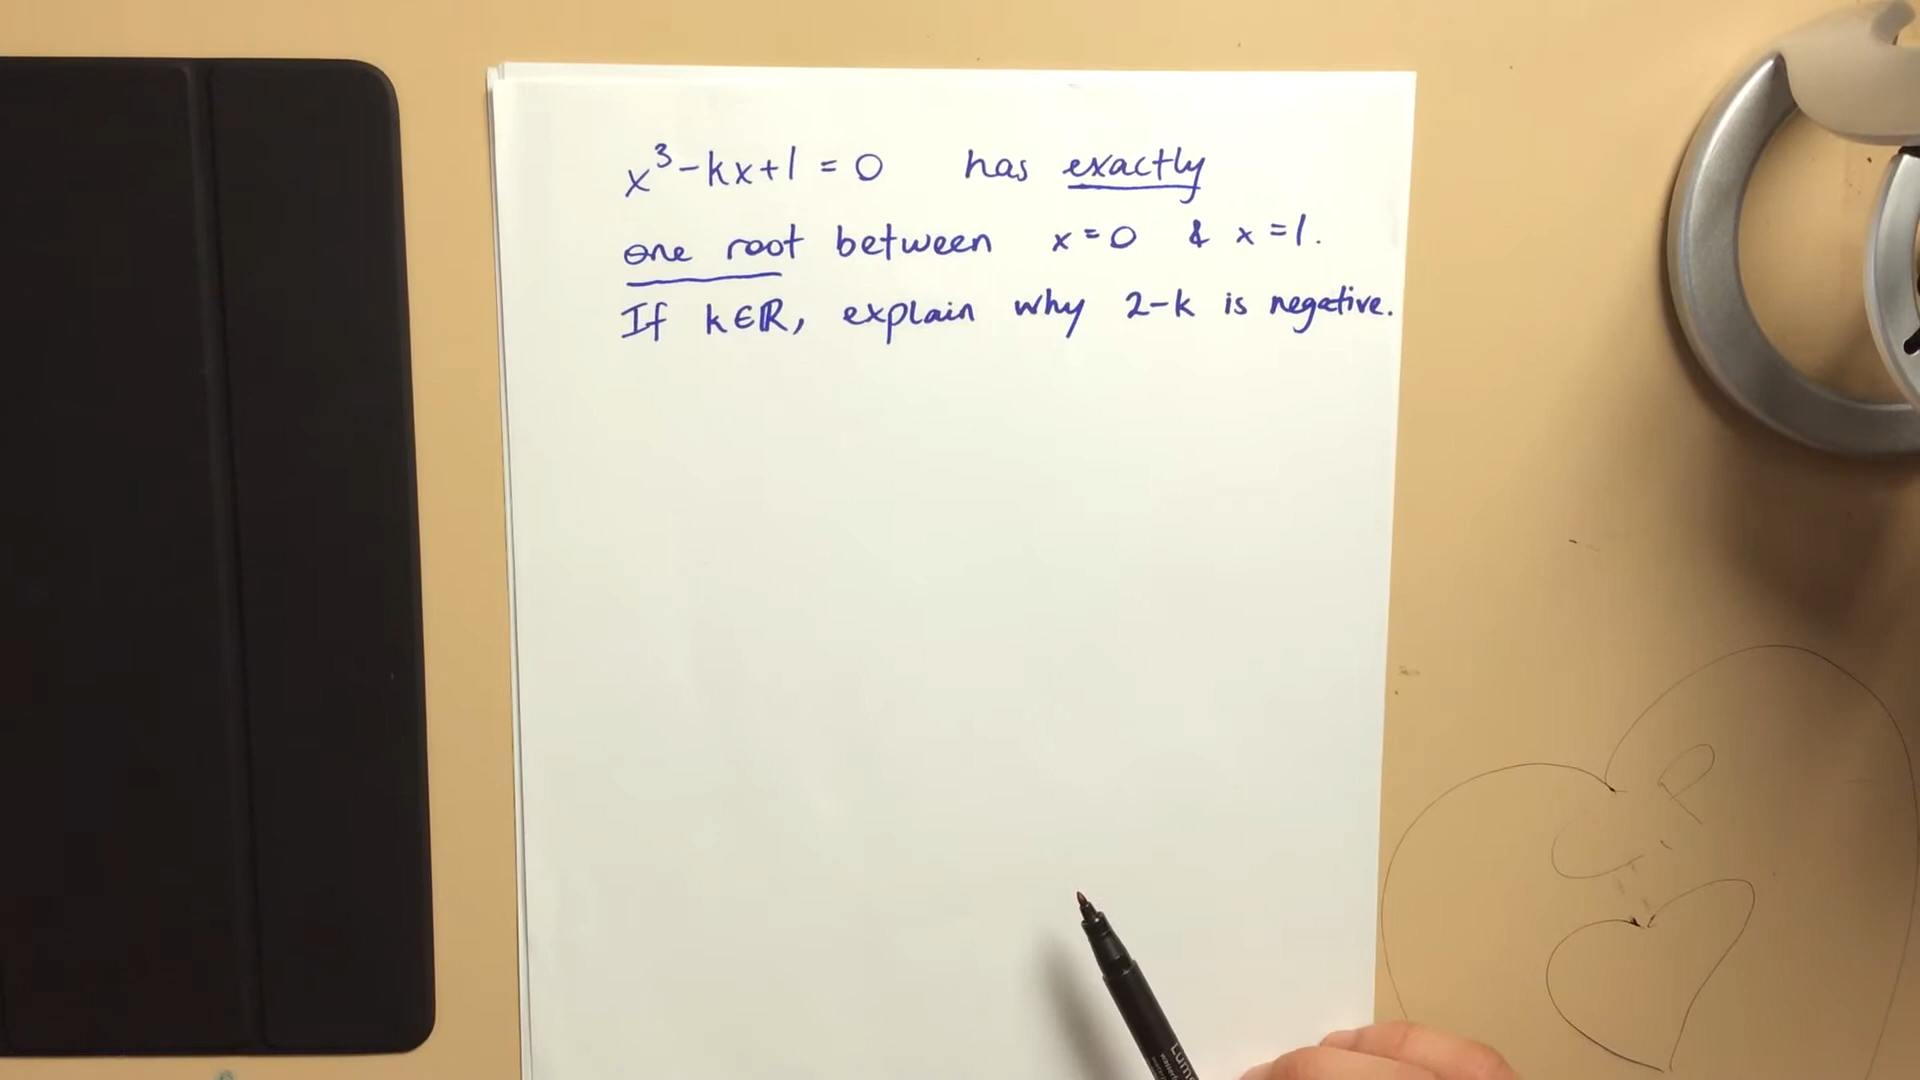 x³-kx+1 = 0 has exactly
one root between x=0 & x=1.
If k∈ℝ, explain why 2-k is negative.